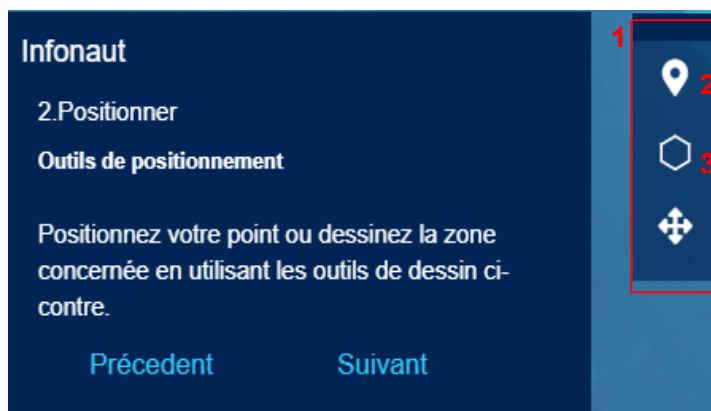 Infonaut
2.Positionner
Outils de positionnement
Positionnez votre point ou dessinez la zone
concernée en utilisant les outils de dessin ci-
contre.
Précedent Suivant
1
2
3